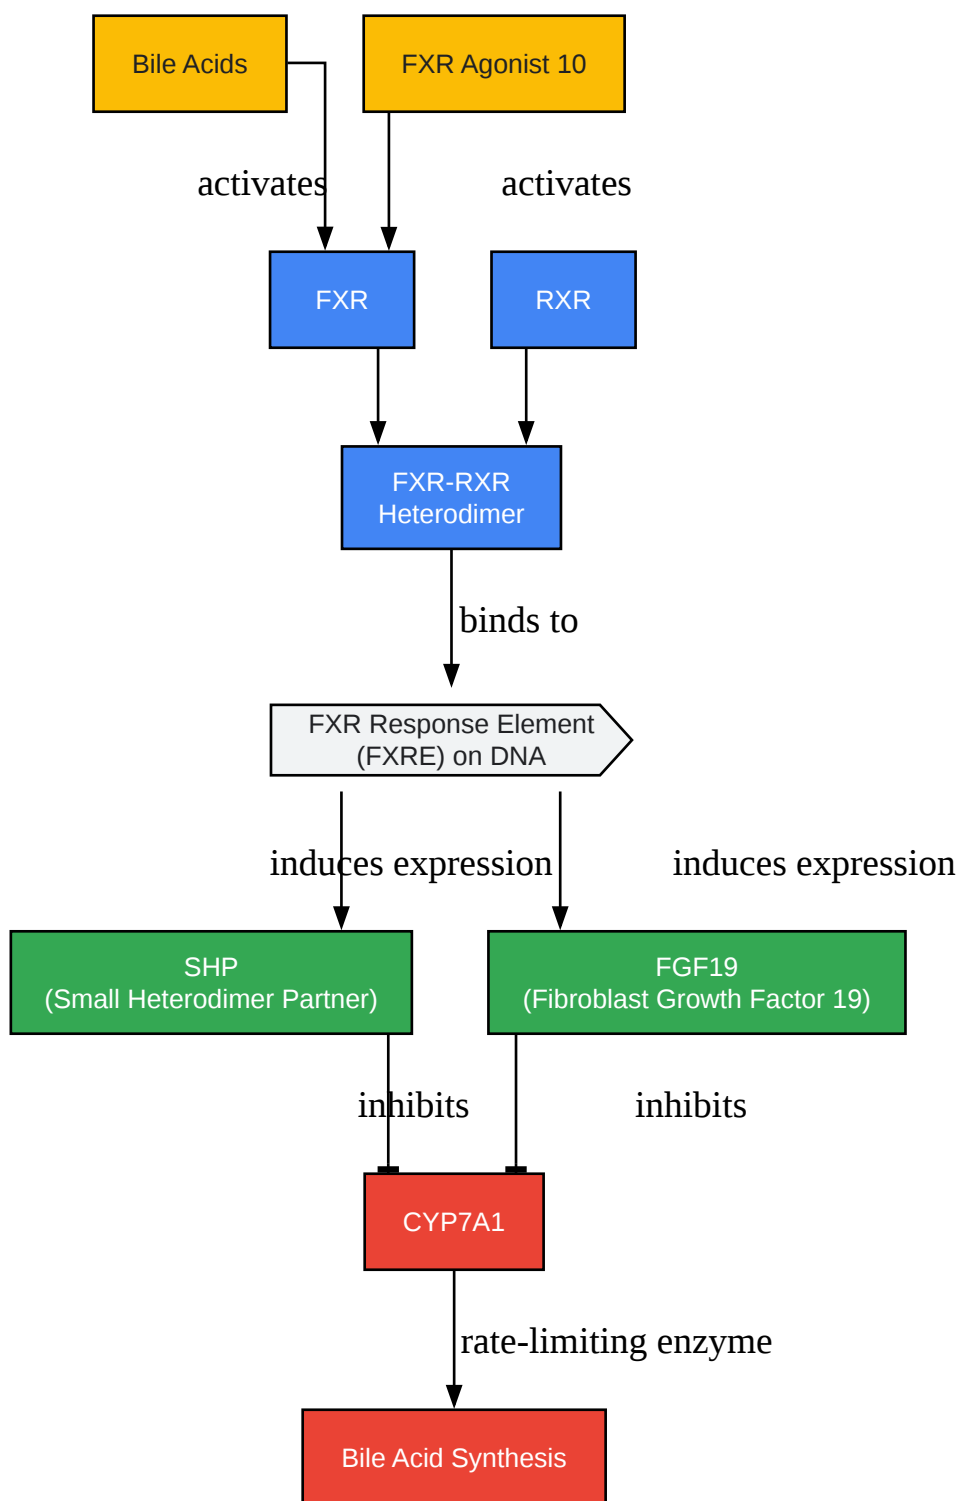 Bile Acids
FXR Agonist 10
activates
activates
FXR
RXR
FXR-RXR
Heterodimer
binds to
FXR Response Element
(FXRE) on DNA
induces expression
induces expression
SHP
(Small Heterodimer Partner)
FGF19
(Fibroblast Growth Factor 19)
inhibits
inhibits
CYP7A1
rate-limiting enzyme
Bile Acid Synthesis